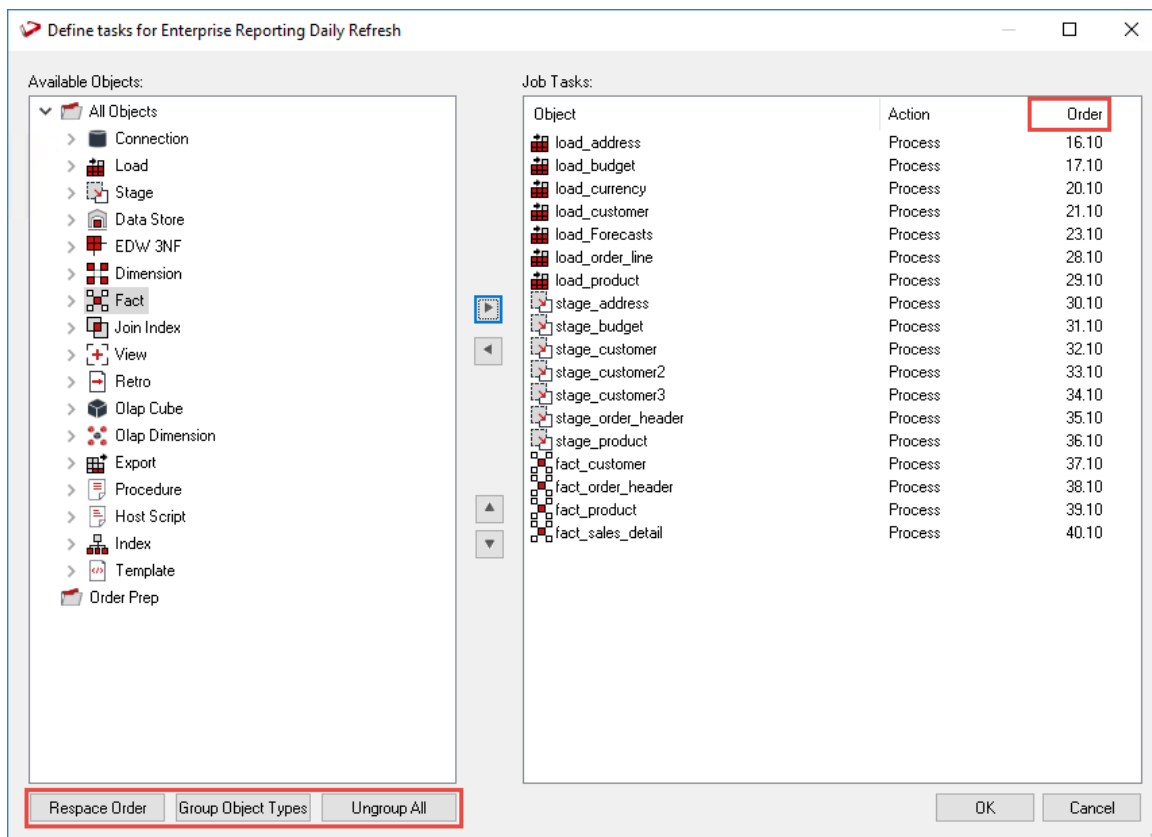 Define tasks for Enterprise Reporting Daily Refresh
Available Objects:
All Objects
Connection
Load
Stage
Data Store
EDW 3NF
Dimension
Fact
Join Index
View
Retro
Olap Cube
Olap Dimension
Export
Procedure
Host Script
Index
Template
Order Prep
Respace Order Group Object Types Ungroup All
Job Tasks:
Object Action Order
load_address Process 16.10
load_budget Process 17.10
load_currency Process 20.10
load_customer Process 21.10
load_Forecasts Process 23.10
load_order_line Process 28.10
load_product Process 29.10
stage_address Process 30.10
stage_budget Process 31.10
stage_customer Process 32.10
stage_customer2 Process 33.10
stage_customer3 Process 34.10
stage_order_header Process 35.10
stage_product Process 36.10
fact_customer Process 37.10
fact_order_header Process 38.10
fact_product Process 39.10
fact_sales_detail Process 40.10
OK Cancel